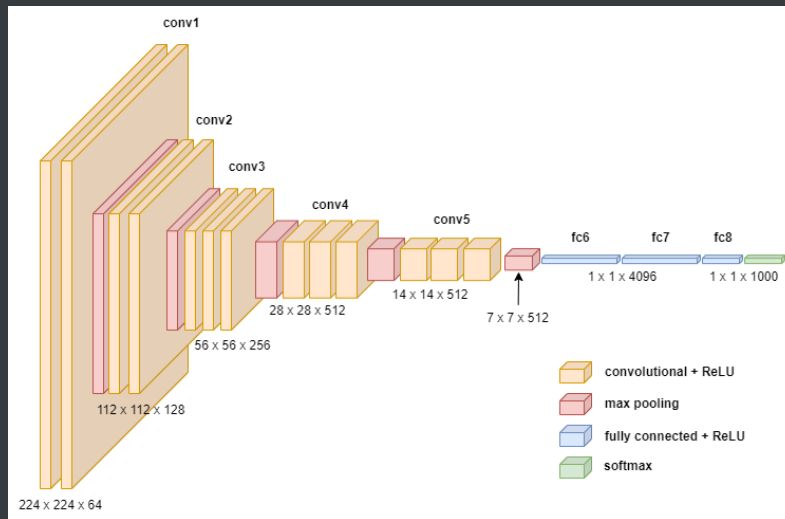 conv1
conv2
conv3
conv4
conv5
fc6
fc7
fc8
1 x 1 x 4096
1 x 1 x 1000
14 x 14 x 512
28 x 28 x 512
7 x 7 x 512
56 x 56 x 256
112 x 112 x 128
224 x 224 x 64
convolutional + ReLU
max pooling
fully connected + ReLU
softmax